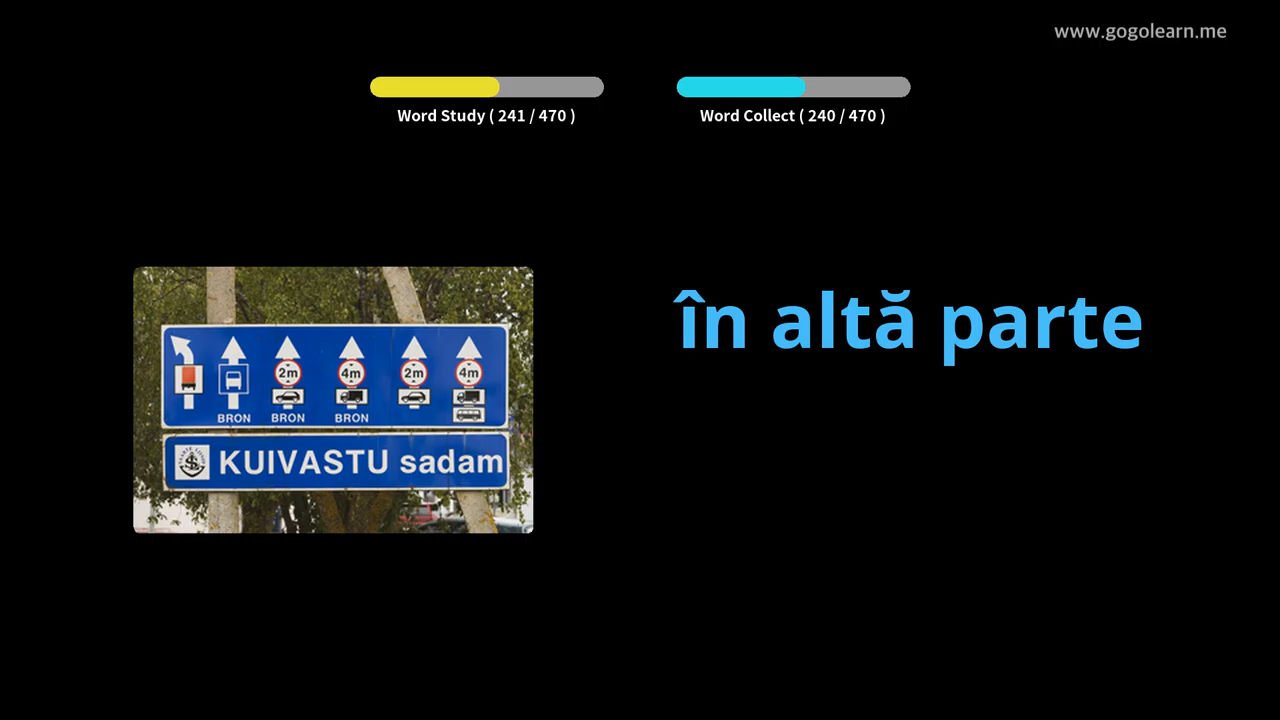 www.gogolearn.me
Word Study ( 241 / 470 )
Word Collect ( 240 / 470 )
în altă parte
2m 4m 2m 4m
BRON BRON BRON
KUIVASTU sadam